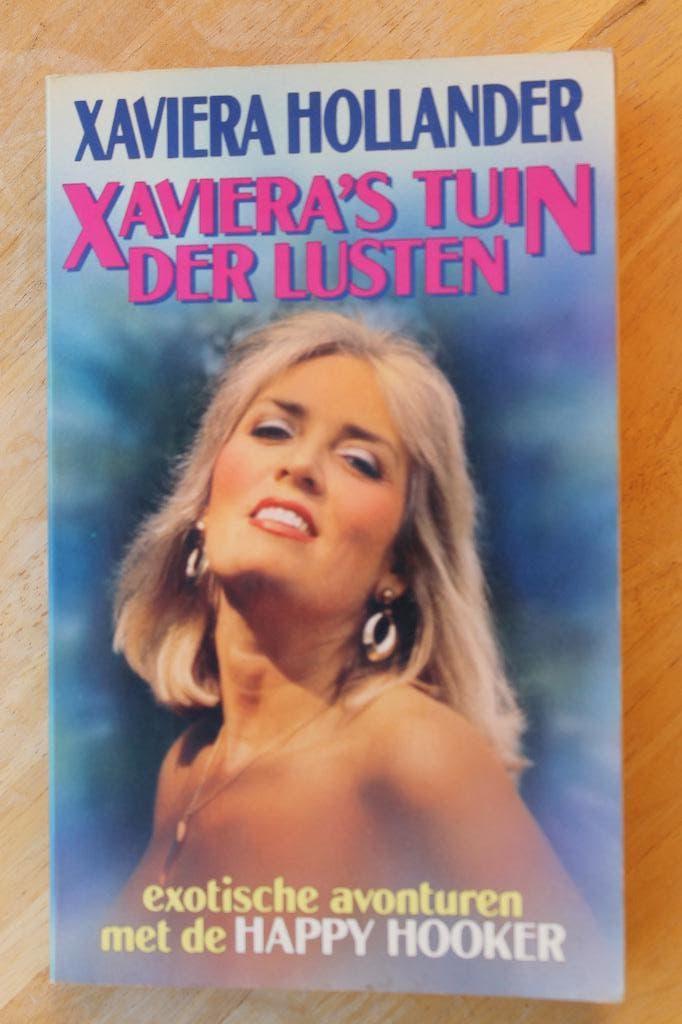 XAVIERA HOLLANDER
XAVIERA'S TUIN
DER LUSTEN
exotische avonturen
met de HAPPY HOOKER